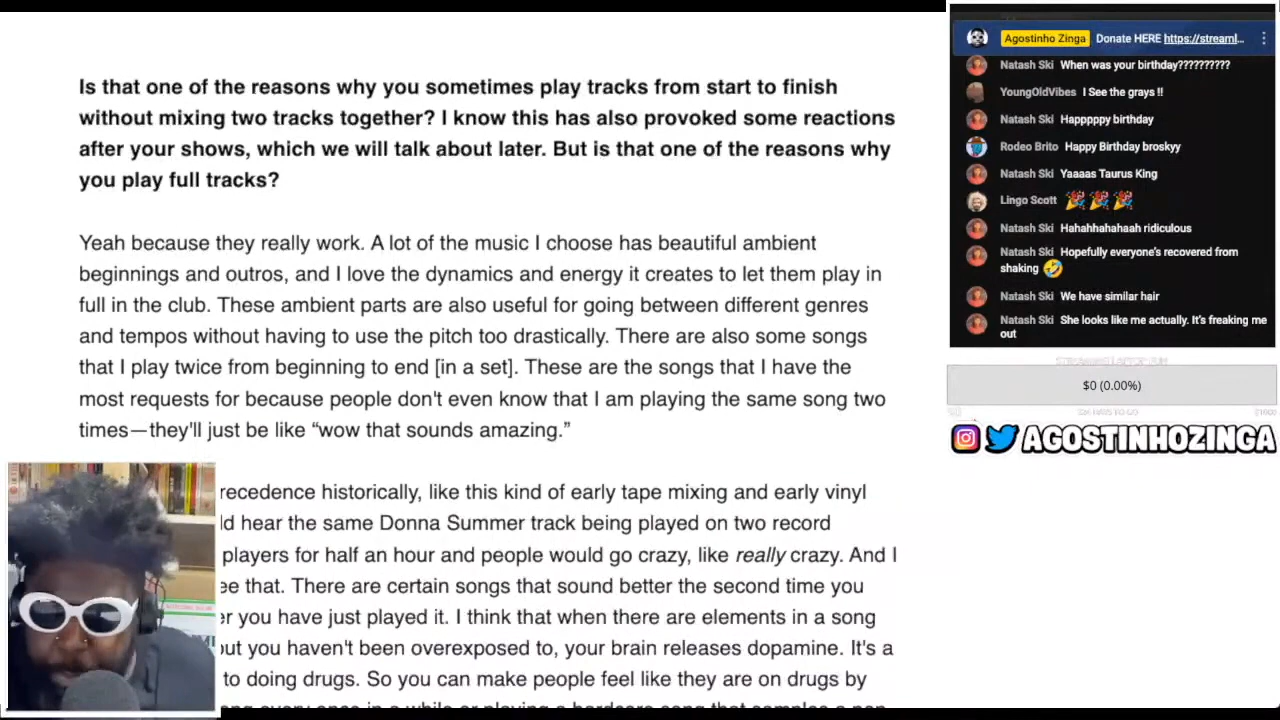 Is that one of the reasons why you sometimes play tracks from start to finish
without mixing two tracks together? I know this has also provoked some reactions
after your shows, which we will talk about later. But is that one of the reasons why
you play full tracks?
Yeah because they really work. A lot of the music I choose has beautiful ambient
beginnings and outros, and I love the dynamics and energy it creates to let them play in
full in the club. These ambient parts are also useful for going between different genres
and tempos without having to use the pitch too drastically. There are also some songs
that I play twice from beginning to end [in a set]. These are the songs that I have the
most requests for because people don't even know that I am playing the same song two
times—they'll just be like “wow that sounds amazing.”
recedence historically, like this kind of early tape mixing and early vinyl
ld hear the same Donna Summer track being played on two record
players for half an hour and people would go crazy, like really crazy. And I
ee that. There are certain songs that sound better the second time you
er you have just played it. I think that when there are elements in a song
out you haven't been overexposed to, your brain releases dopamine. It's a
to doing drugs. So you can make people feel like they are on drugs by
Agostinho Zinga Donate HERE https://streaml...
Natash Ski When was your birthday??????????
YoungOldVibes I See the grays !!
Natash Ski Happpppy birthday
Rodeo Brito Happy Birthday broskyy
Natash Ski Yaaaas Taurus King
Lingo Scott 🎉🎉🎉
Natash Ski Hahahhahahaah ridiculous
Natash Ski Hopefully everyone's recovered from
shaking 🤣
Natash Ski We have similar hair
Natash Ski She looks like me actually. It's freaking me
out
$0 (0.00%)
AGOSTINHOZINGA